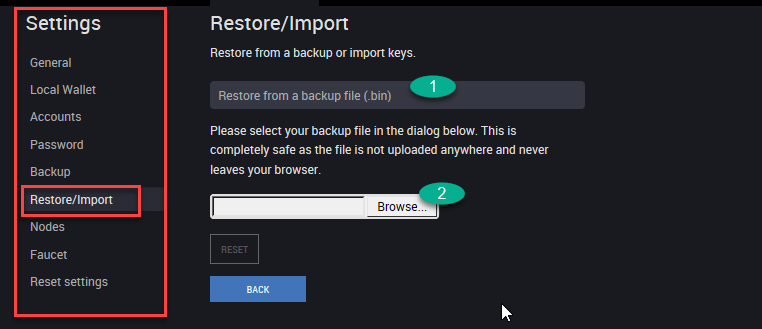 Settings
General
Local Wallet
Accounts
Password
Backup
Restore/Import
Nodes
Faucet
Reset settings
Restore/Import
Restore from a backup or import keys.
Restore from a backup file (.bin)
1
Please select your backup file in the dialog below. This is
completely safe as the file is not uploaded anywhere and never
leaves your browser.
Browse...
2
RESET
BACK